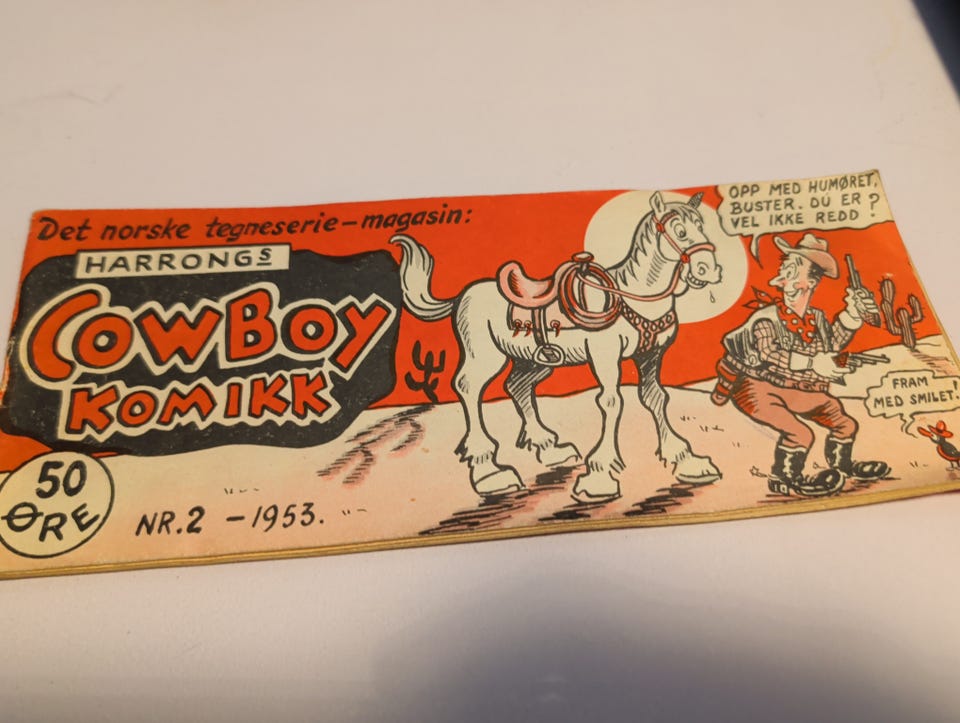 Det norske tegneserie-magasin:
HARRONGS
COWBOY
KOMIKK
50
ØRE
NR.2 - 1953.
OPP MED HUMØRET,
BUSTER. DU ER
VEL IKKE REDD ?
FRAM
MED SMILET!